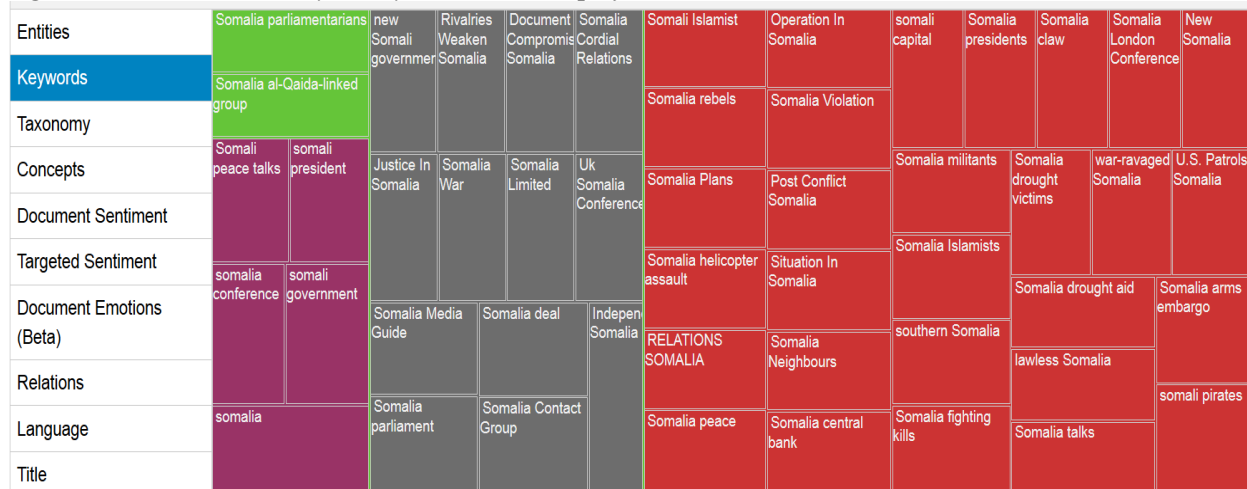 Entities
Keywords
Taxonomy
Concepts
Document Sentiment
Targeted Sentiment
Document Emotions
(Beta)
Relations
Language
Title
Somalia parliamentarians
Somalia al-Qaida-linked
group
Somali
peace talks
somali
president
somalia
conference
somali
government
somalia
new
Somali
governmer
Rivalries
Weaken
Somalia
Document
Compromis
Somalia
Somalia
Cordial
Relations
Justice In
Somalia
Somalia
War
Somalia
Limited
Uk
Somalia
Conference
Somalia Media
Guide
Somalia deal
Indepen
Somalia
Somalia
parliament
Somalia Contact
Group
Somali Islamist
Somalia rebels
Somalia Plans
Somalia helicopter
assault
RELATIONS
SOMALIA
Somalia peace
Operation In
Somalia
Somalia Violation
Post Conflict
Somalia
Situation In
Somalia
Somalia
Neighbours
Somalia central
bank
somali
capital
Somalia
presidents
Somalia
claw
Somalia
London
Conference
New
Somalia
Somalia militants
Somalia Islamists
southern Somalia
Somalia fighting
kills
Somalia
drought
victims
war-ravaged
Somalia
U.S. Patrols
Somalia
Somalia drought aid
lawless Somalia
Somalia talks
Somalia arms
embargo
somali pirates